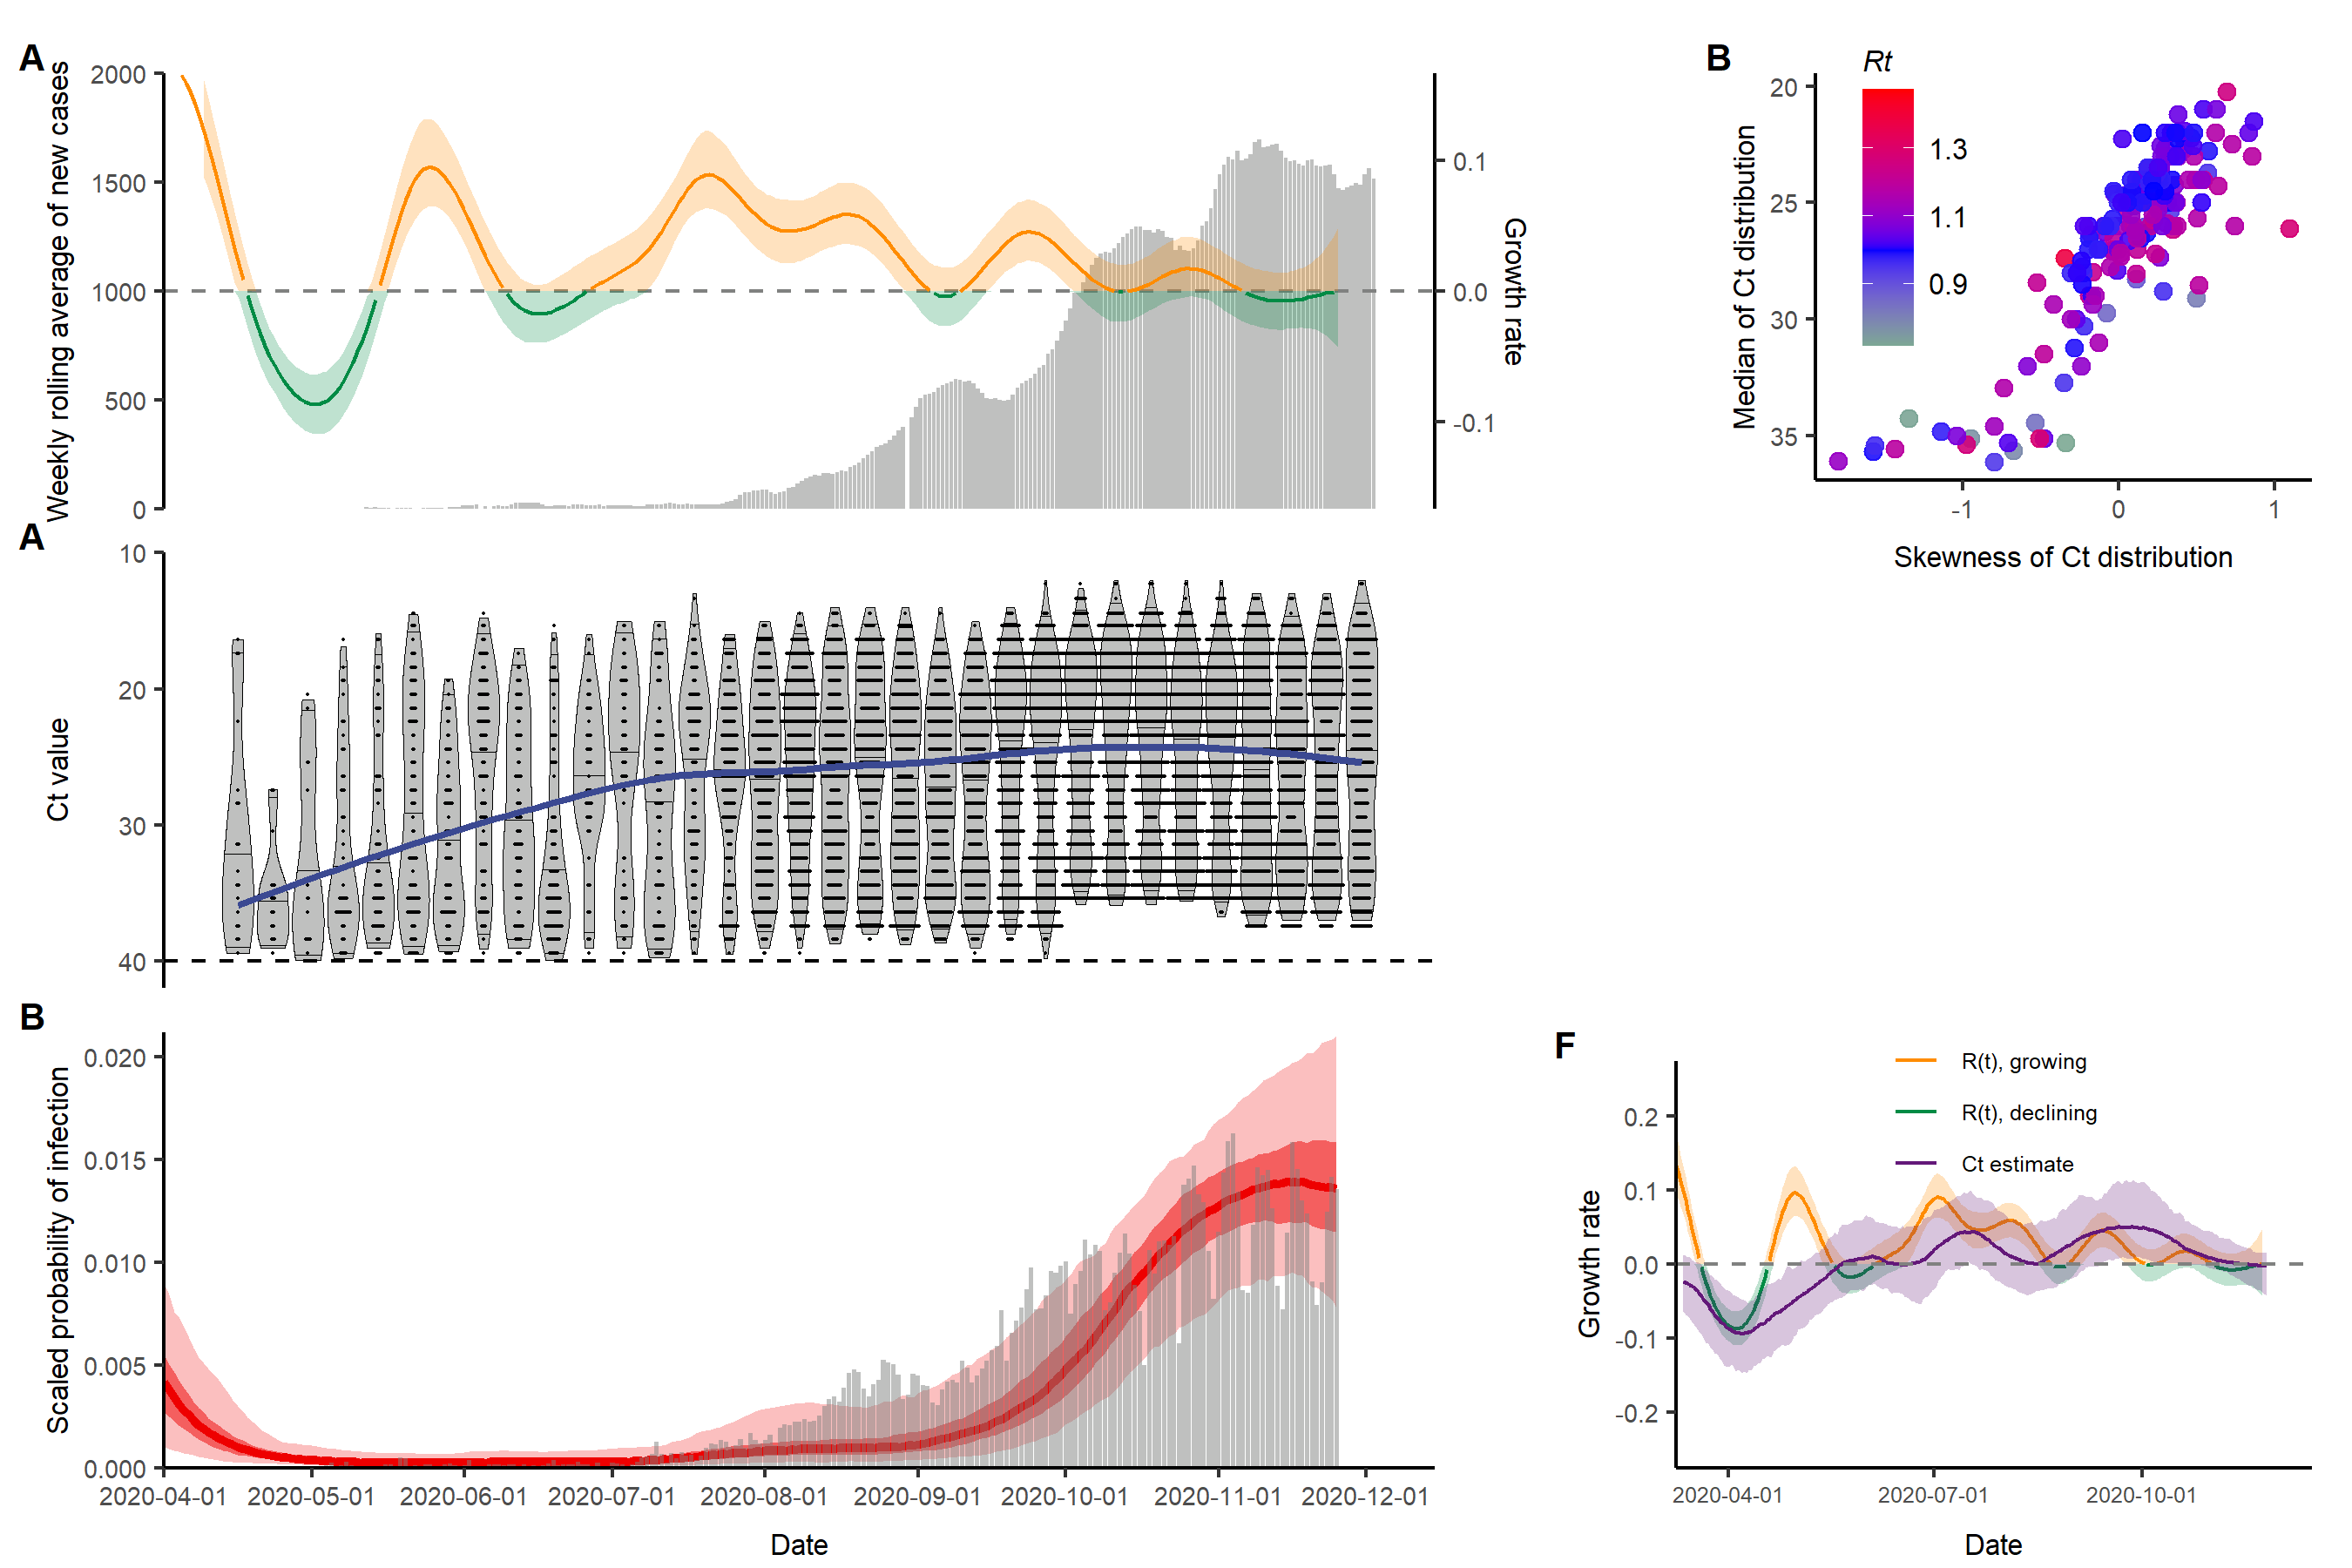 A
Weekly rolling average of new cases
2000
1500
1000
500
0
0.1
0.0
-0.1
Growth rate
B
Rt
1.3
1.1
0.9
Median of Ct distribution
20
25
30
35
-1
0
1
Skewness of Ct distribution
A
Ct value
10
20
30
40
B
Scaled probability of infection
0.020
0.015
0.010
0.005
0.000
2020-04-01
2020-05-01
2020-06-01
2020-07-01
2020-08-01
2020-09-01
2020-10-01
2020-11-01
2020-12-01
Date
F
R(t), growing
R(t), declining
Ct estimate
Growth rate
0.2
0.1
0.0
-0.1
-0.2
2020-04-01
2020-07-01
2020-10-01
Date